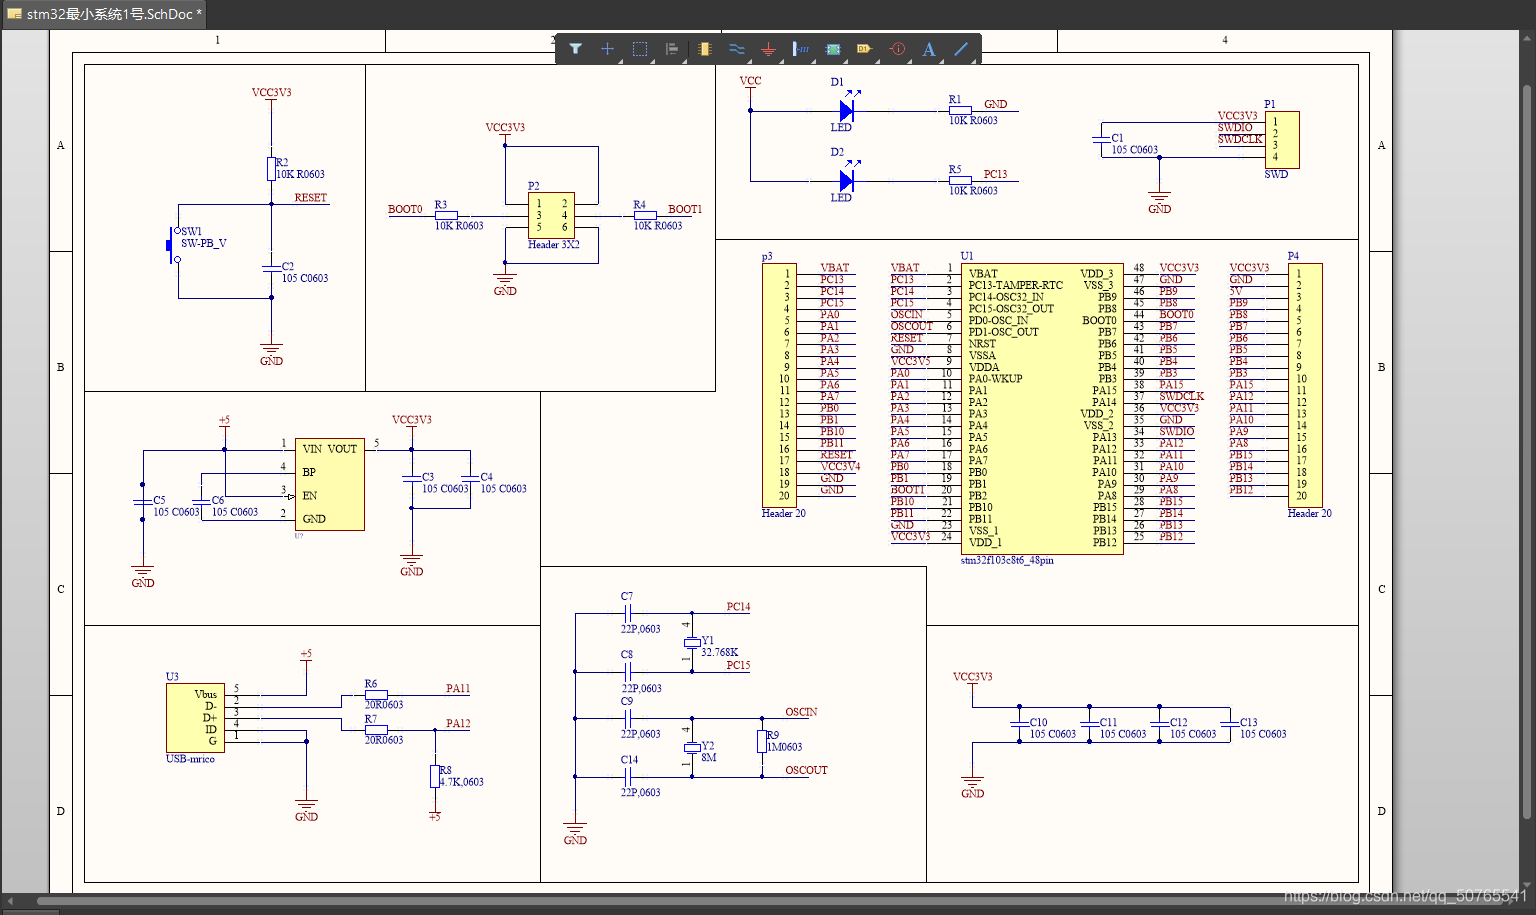 stm32最小系统1号.SchDoc *
1
2
4
A
B
C
D
A
B
C
D
VCC3V3
R2
10K R0603
RESET
SW1
SW-PB_V
C2
105 C0603
GND
VCC3V3
P2
BOOT0
R3
10K R0603
1 2
3 4
5 6
R4
10K R0603
BOOT1
Header 3X2
GND
VCC
D1
LED
R1
10K R0603
GND
D2
LED
R5
10K R0603
PC13
P1
VCC3V3 1
SWDIO 2
SWDCLK 3
4
SWD
C1
105 C0603
GND
p3
VBAT 1
PC13 2
PC14 3
PC15 4
PA0 5
PA1 6
PA2 7
PA3 8
PA4 9
PA5 10
PA6 11
PA7 12
PB0 13
PB1 14
PB10 15
PB11 16
RESET 17
VCC3V4 18
GND 19
GND 20
Header 20
U1
VBAT 1 VBAT
PC13 2 PC13-TAMPER-RTC
PC14 3 PC14-OSC32_IN
PC15 4 PC15-OSC32_OUT
OSCIN 5 PD0-OSC_IN
OSCOUT 6 PD1-OSC_OUT
RESET 7 NRST
GND 8 VSSA
VCC3V5 9 VDDA
PA0 10 PA0-WKUP
PA1 11 PA1
PA2 12 PA2
PA3 13 PA3
PA4 14 PA4
PA5 15 PA5
PA6 16 PA6
PA7 17 PA7
PB0 18 PB0
PB1 19 PB1
BOOT1 20 PB2
PB10 21 PB10
PB11 22 PB11
GND 23 VSS_1
VCC3V3 24 VDD_1
VDD_3 48 VCC3V3
VSS_3 47 GND
PB9 46 PB9
PB8 45 PB8
BOOT0 44 BOOT0
PB7 43 PB7
PB6 42 PB6
PB5 41 PB5
PB4 40 PB4
PB3 39 PB3
PA15 38 PA15
PA14 37 SWDCLK
VDD_2 36 VCC3V3
VSS_2 35 GND
PA13 34 SWDIO
PA12 33 PA12
PA11 32 PA11
PA10 31 PA10
PA9 30 PA9
PA8 29 PA8
PB15 28 PB15
PB14 27 PB14
PB13 26 PB13
PB12 25 PB12
stm32f103c8t6_48pin
P4
VCC3V3 1
GND 2
5V 3
PB9 4
PB8 5
PB7 6
PB6 7
PB5 8
PB4 9
PB3 10
PA15 11
PA12 12
PA11 13
PA10 14
PA9 15
PA8 16
PB15 17
PB14 18
PB13 19
PB12 20
Header 20
+5
VCC3V3
1 VIN VOUT 5
4 BP
3 EN
2 GND
U?
C5
105 C0603
C6
105 C0603
C3
105 C0603
C4
105 C0603
GND
GND
U3
Vbus 5
D- 2
D+ 3
ID 4
G 1
USB-mrico
+5
R6
20R0603
PA11
R7
20R0603
PA12
R8
4.7K,0603
+5
GND
C7
22P,0603
PC14
4
Y1
32.768K
1
C8
22P,0603
PC15
C9
22P,0603
OSCIN
4
Y2
8M
1
R9
1M0603
C14
22P,0603
OSCOUT
GND
VCC3V3
C10
105 C0603
C11
105 C0603
C12
105 C0603
C13
105 C0603
GND
https://blog.csdn.net/qq_50765541